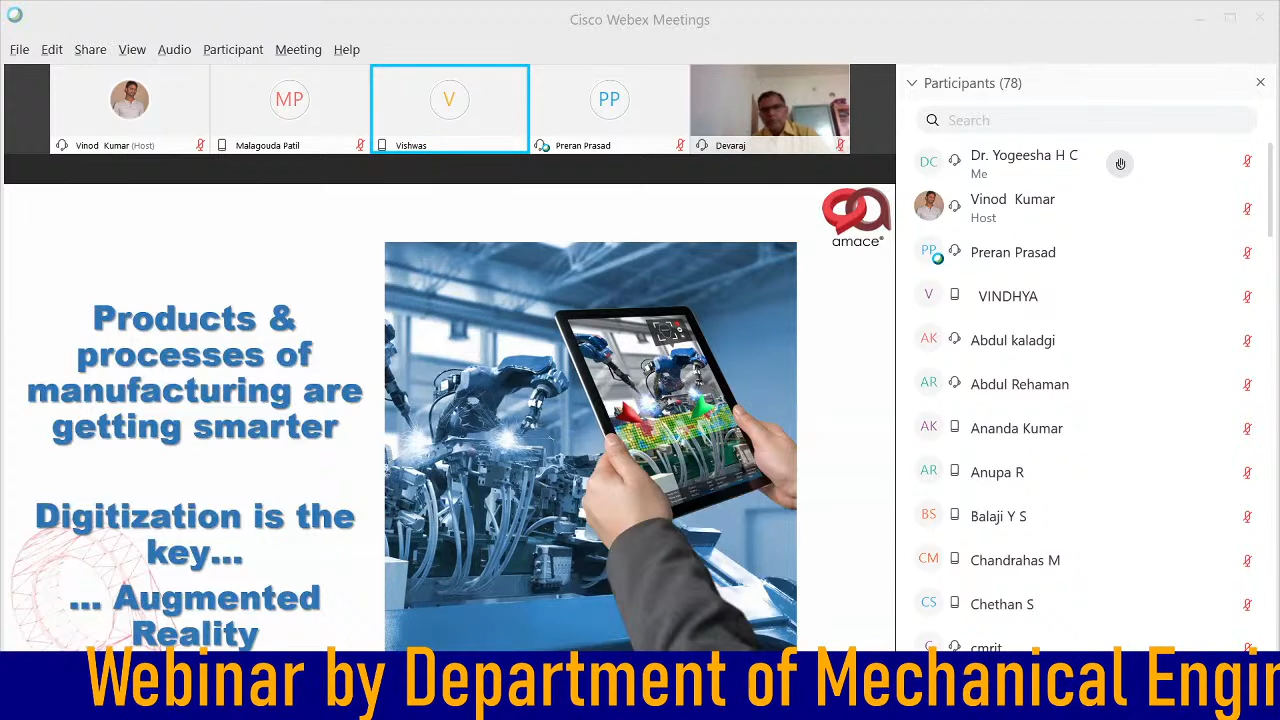 Cisco Webex Meetings
File Edit Share View Audio Participant Meeting Help
MP
V
PP
Vinod Kumar (Host)
Malagouda Patil
Vishwas
Preran Prasad
Devaraj
Participants (78)
Search
DC
Dr. Yogeesha H C
Me
Vinod Kumar
Host
PP
Preran Prasad
V
VINDHYA
AK
Abdul kaladgi
AR
Abdul Rehaman
AK
Ananda Kumar
AR
Anupa R
BS
Balaji Y S
CM
Chandrahas M
CS
Chethan S
cmrit
amace®
Products &
processes of
manufacturing are
getting smarter
Digitization is the
key...
... Augmented
Reality
Webinar by Department of Mechanical Engin